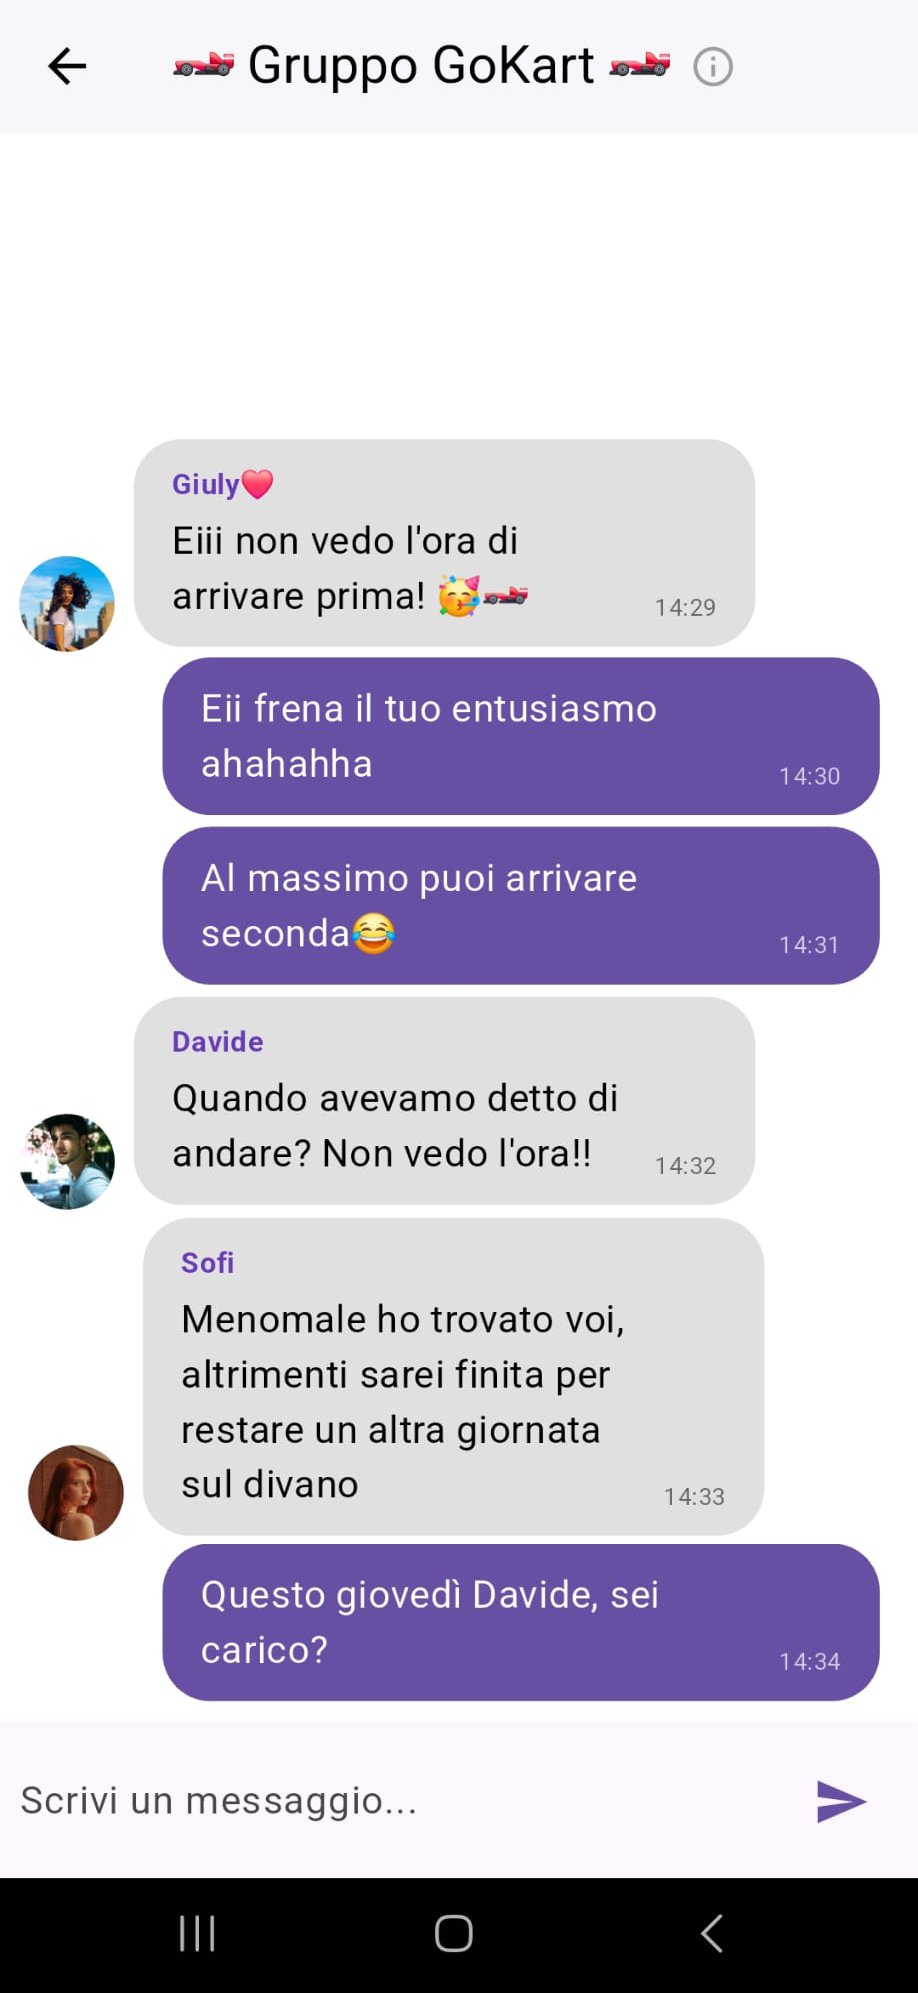 🏎️ Gruppo GoKart 🏎️
Giuly❤️
Eiii non vedo l'ora di
arrivare prima! 🥳🏎️
14:29
Eii frena il tuo entusiasmo
ahahahha
14:30
Al massimo puoi arrivare
seconda😂
14:31
Davide
Quando avevamo detto di
andare? Non vedo l'ora!!
14:32
Sofi
Menomale ho trovato voi,
altrimenti sarei finita per
restare un altra giornata
sul divano
14:33
Questo giovedì Davide, sei
carico?
14:34
Scrivi un messaggio...